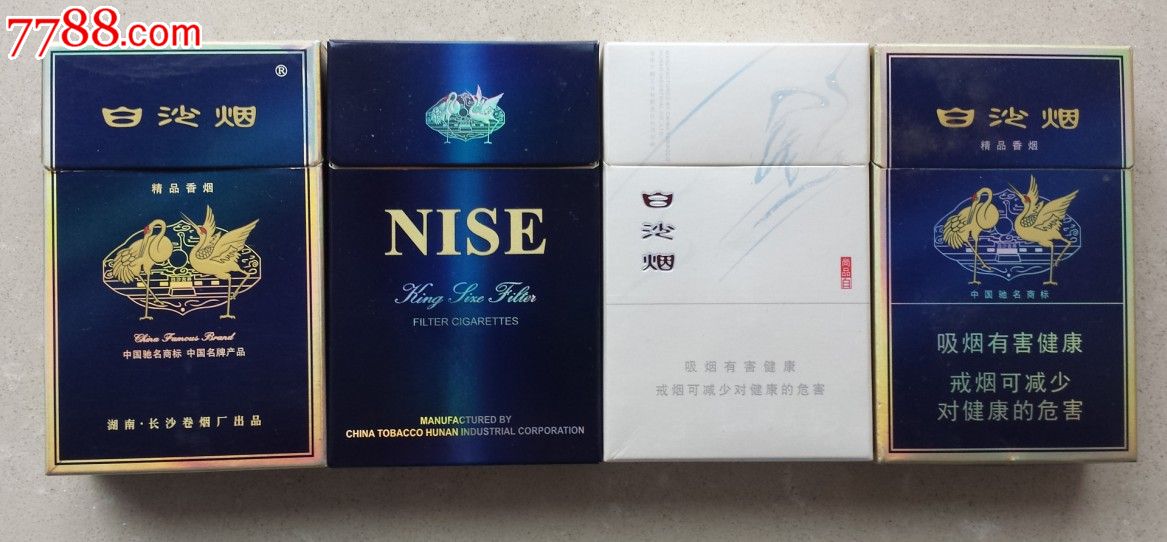 7788.com
®
白沙烟
精品香烟
China Famous Brand
中国驰名商标 中国名牌产品
湖南·长沙卷烟厂出品
NISE
King Size Filter
FILTER CIGARETTES
MANUFACTURED BY
CHINA TOBACCO HUNAN INDUSTRIAL CORPORATION
白沙烟
尚品白
吸烟有害健康
戒烟可减少对健康的危害
白沙烟
精品香烟
中国驰名商标
吸烟有害健康
戒烟可减少
对健康的危害